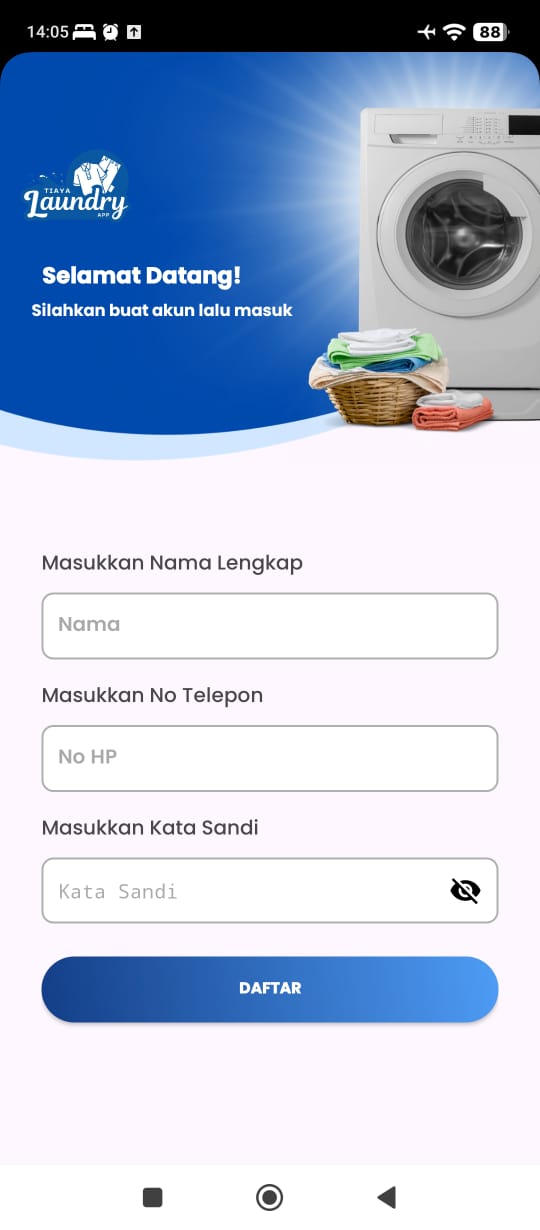 14:05
88
TIAYA
Laundry
APP
Selamat Datang!
Silahkan buat akun lalu masuk
Masukkan Nama Lengkap
Nama
Masukkan No Telepon
No HP
Masukkan Kata Sandi
Kata Sandi
DAFTAR